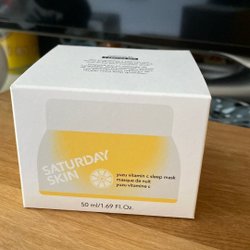 SATURDAY
SKIN
yuzu vitamin c sleep mask
masque de nuit
yuzu vitamine c
50 ml/1.69 Fl. Oz.